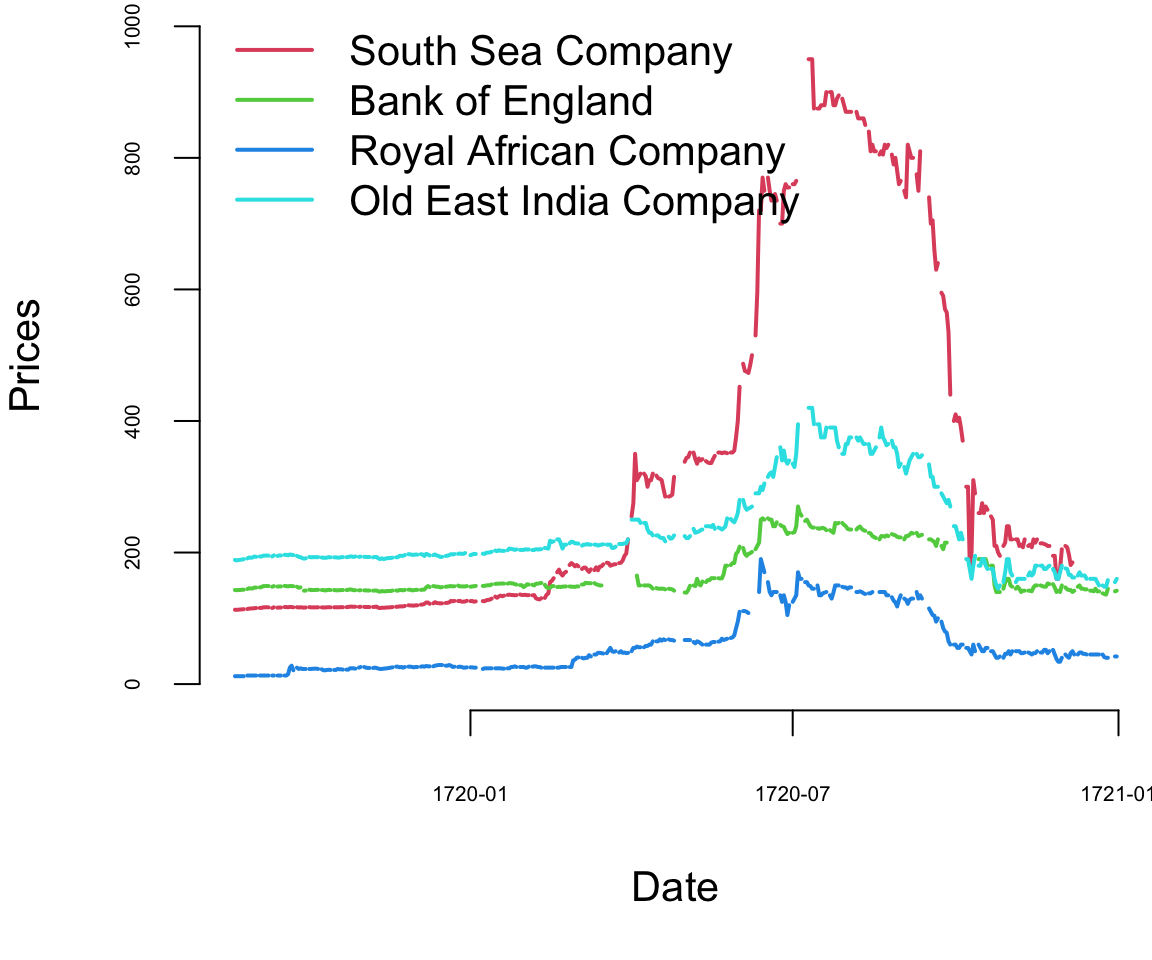 South Sea Company
Bank of England
Royal African Company
Old East India Company
Prices
1000
800
600
400
200
0
1720-01
1720-07
1721-01
Date